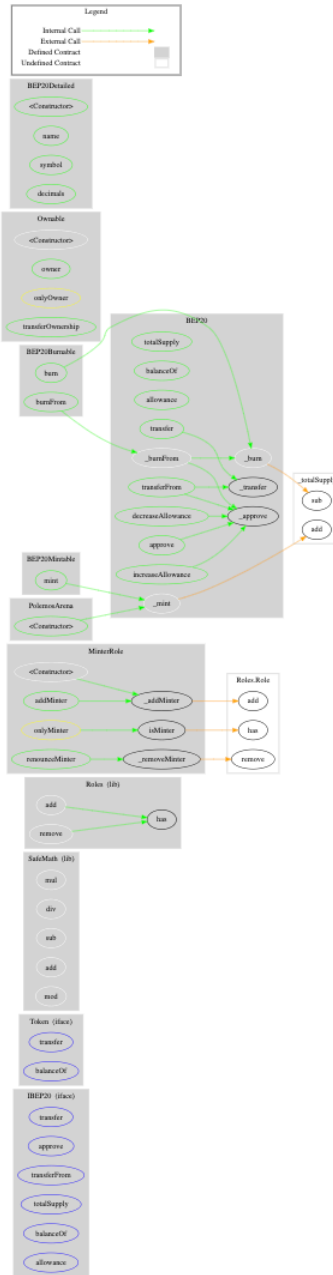 Legend
Internal Call
External Call
Defined Contract
Undefined Contract
BEP20Detailed
<Constructor>
name
symbol
decimals
Ownable
<Constructor>
owner
onlyOwner
transferOwnership
BEP20Burnable
burn
burnFrom
BEP20
totalSupply
balanceOf
allowance
transfer
_burnFrom
_burn
transferFrom
_transfer
decreaseAllowance
_approve
approve
increaseAllowance
_mint
_totalSupply
sub
add
BEP20Mintable
mint
PolemosArena
<Constructor>
MinterRole
<Constructor>
addMinter
_addMinter
onlyMinter
isMinter
renounceMinter
_removeMinter
Roles.Role
add
has
remove
Roles (lib)
add
remove
has
SafeMath (lib)
mul
div
sub
add
mod
Token (iface)
transfer
balanceOf
IBEP20 (iface)
transfer
approve
transferFrom
totalSupply
balanceOf
allowance